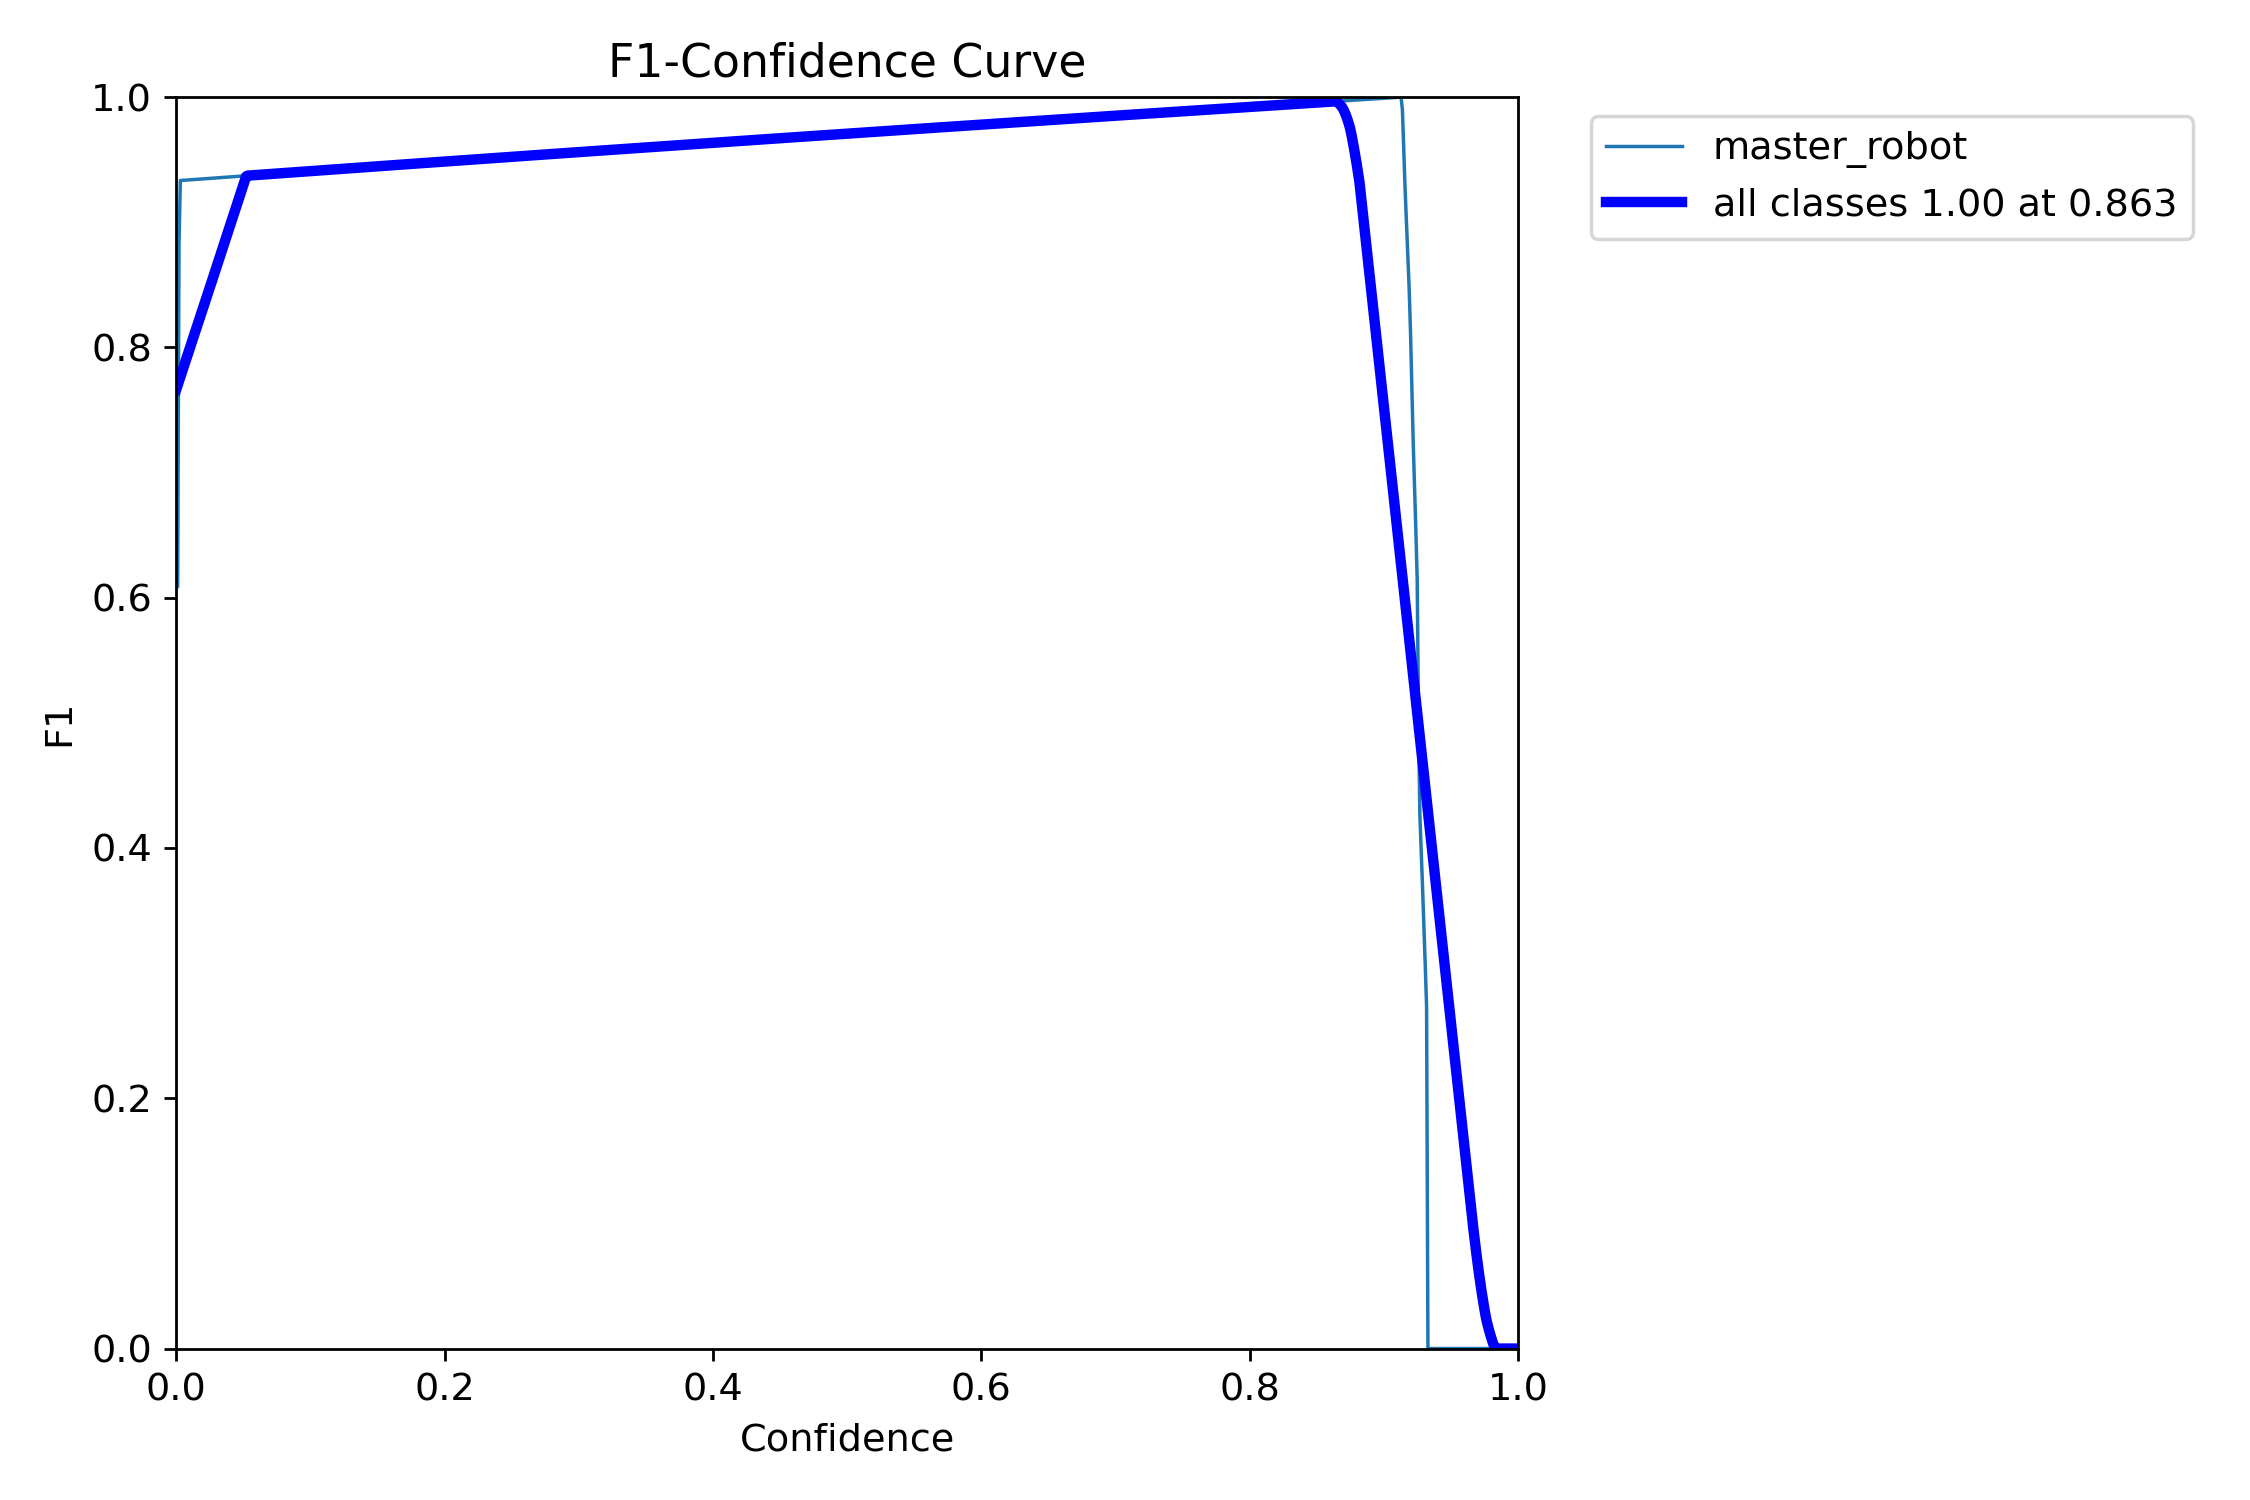 F1-Confidence Curve
master_robot
all classes 1.00 at 0.863
1.0
0.8
0.6
0.4
0.2
0.0
F1
0.0 0.2 0.4 0.6 0.8 1.0
Confidence